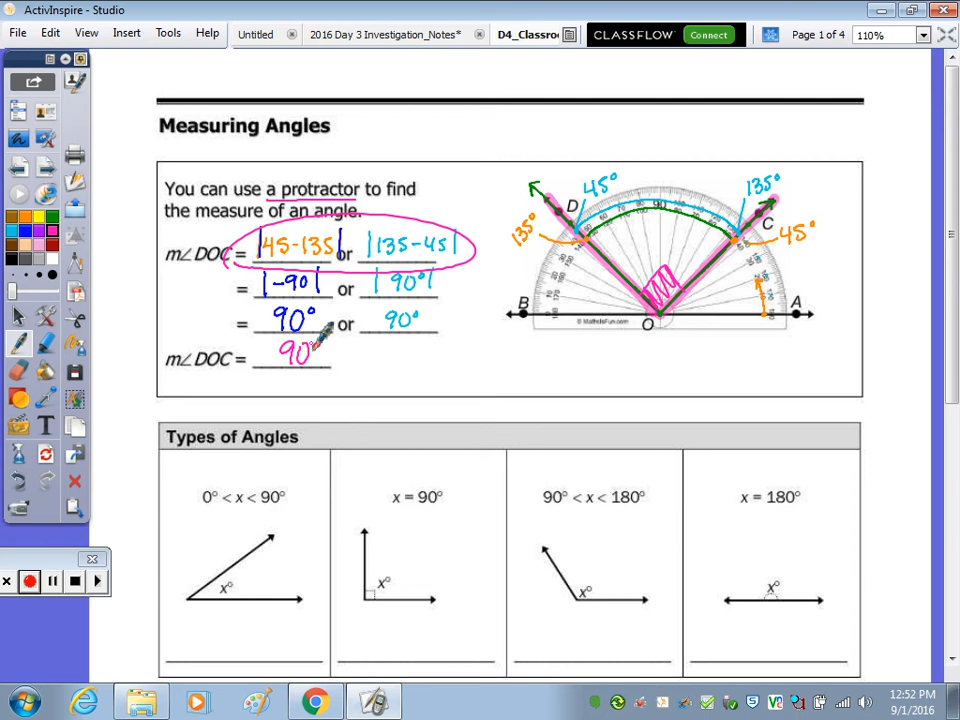 ActivInspire - Studio
File Edit View Insert Tools Help Untitled 2016 Day 3 Investigation_Notes* D4_Classroo CLASSFLOW Connect Page 1 of 4 110%
Measuring Angles
You can use a protractor to find
the measure of an angle.
m∠DOC = |45-135| or |135-45|
= |-90| or |90°|
= 90° or 90°
m∠DOC = 90°
45° 135°
D C
135° 45°
B A
O
© MathsIsFun.com
Types of Angles
0° < x < 90° x = 90° 90° < x < 180° x = 180°
x° x° x° x°
12:52 PM
9/1/2016